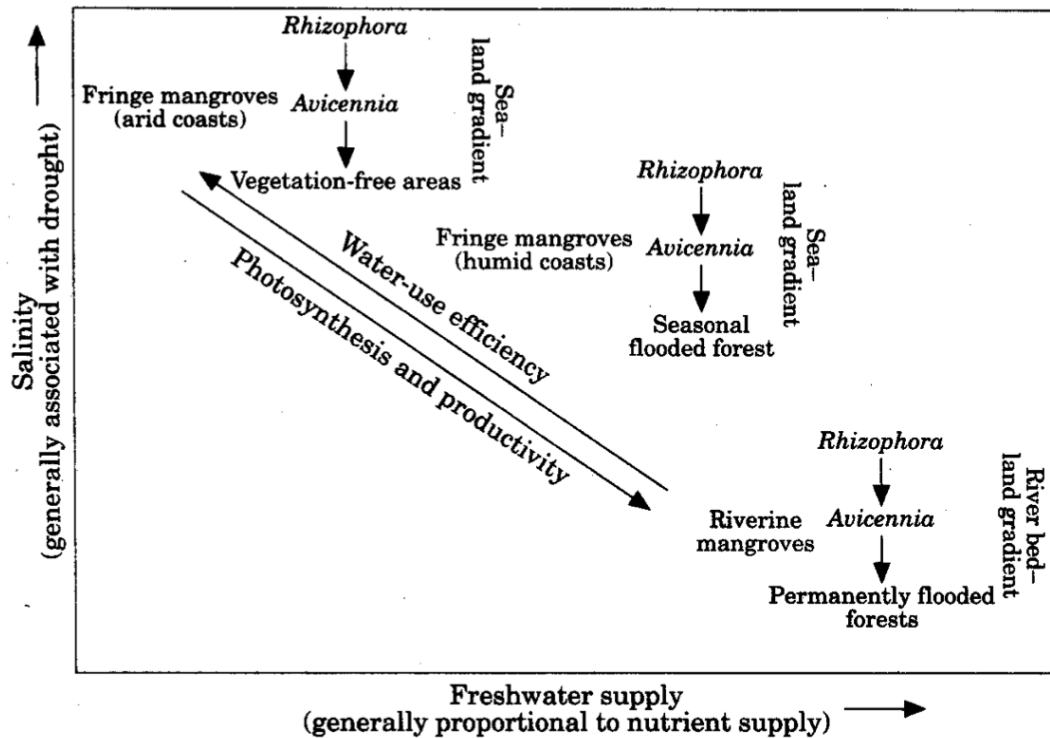 Salinity
(generally associated with drought)
Rhizophora
Fringe mangroves
(arid coasts)
Avicennia
Vegetation-free areas
Sea–
land gradient
Rhizophora
Fringe mangroves
(humid coasts)
Avicennia
Seasonal
flooded forest
Sea–
land gradient
Water-use efficiency
Photosynthesis and productivity
Rhizophora
Riverine
mangroves
Avicennia
Permanently flooded
forests
River bed–
land gradient
Freshwater supply
(generally proportional to nutrient supply)